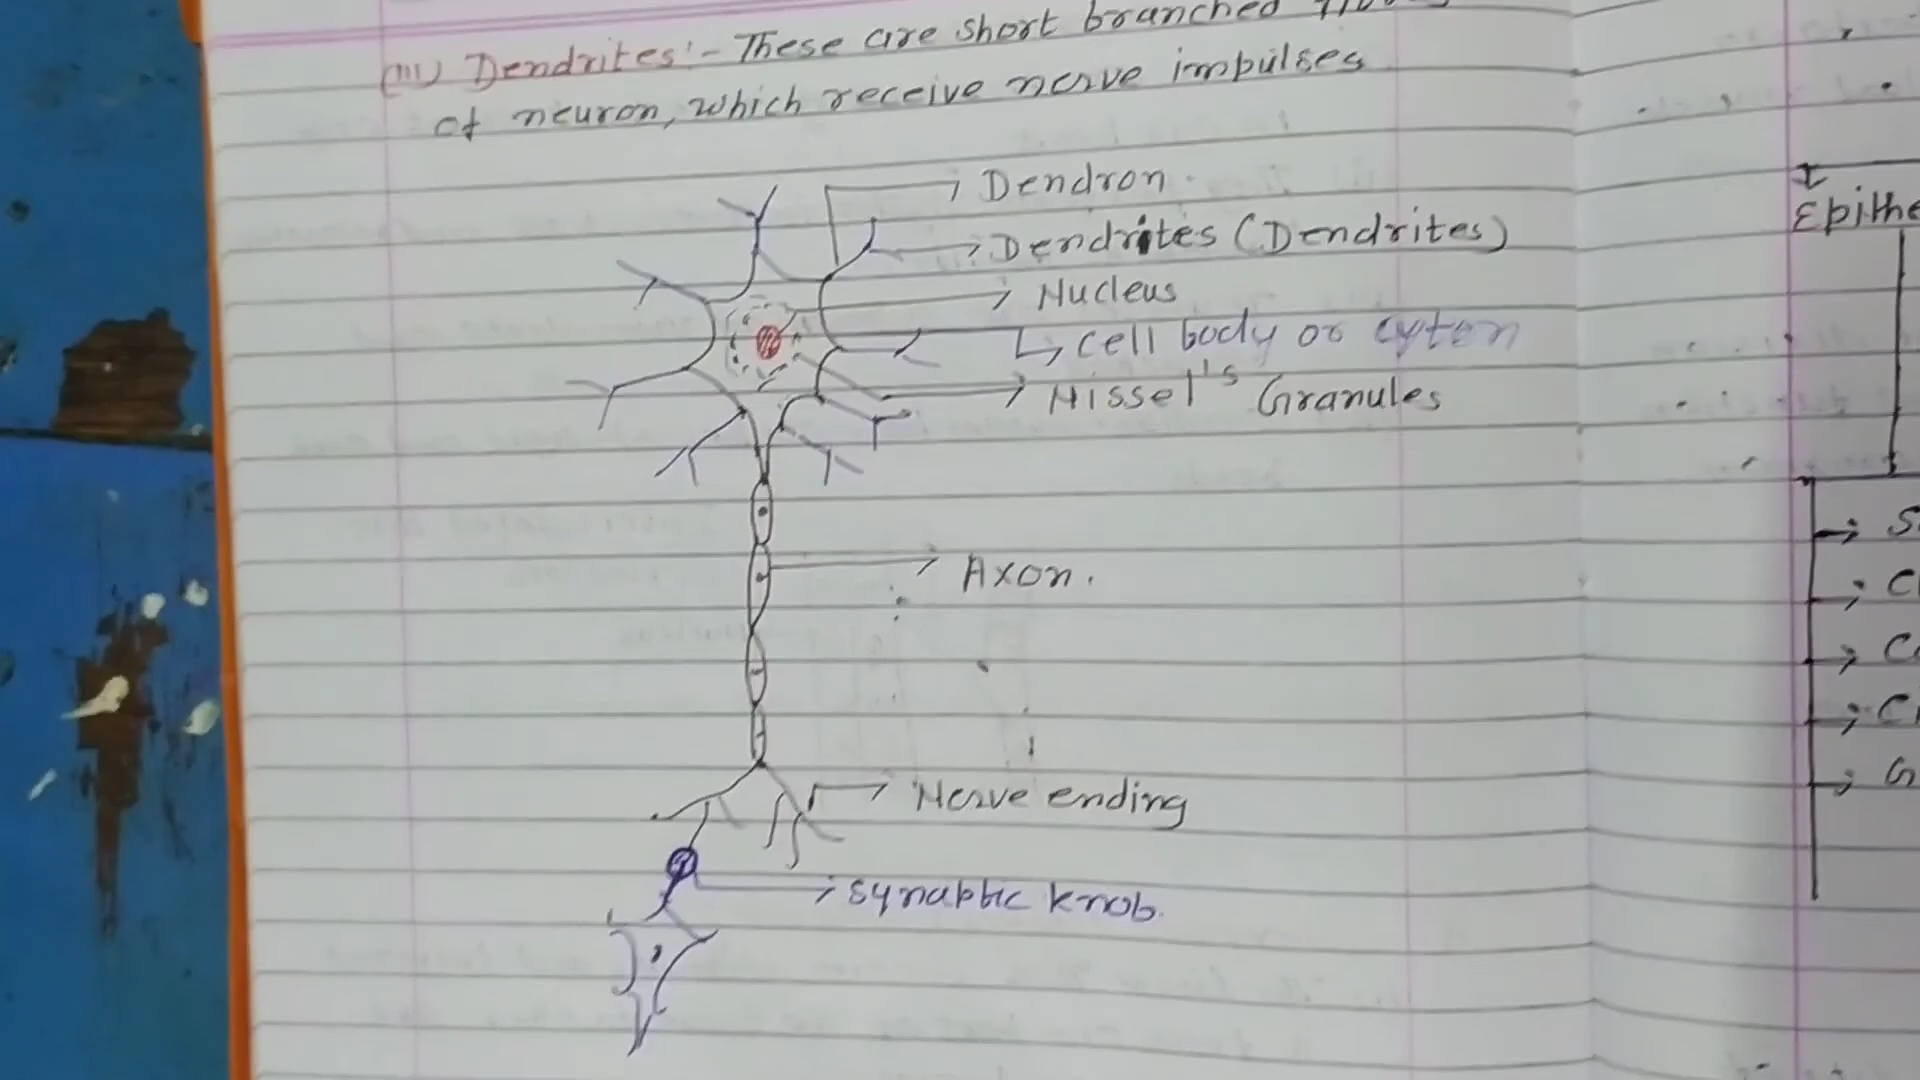 (III) Dendrites:- These are short branched
of neuron, which receive nerve impulses
Dendron.
Dendrites (Dendrites)
Nucleus
cell body or cyton
Nissel's Granules
Axon.
Nerve ending
synaptic knob.
Epithe
S
C
C
C
G